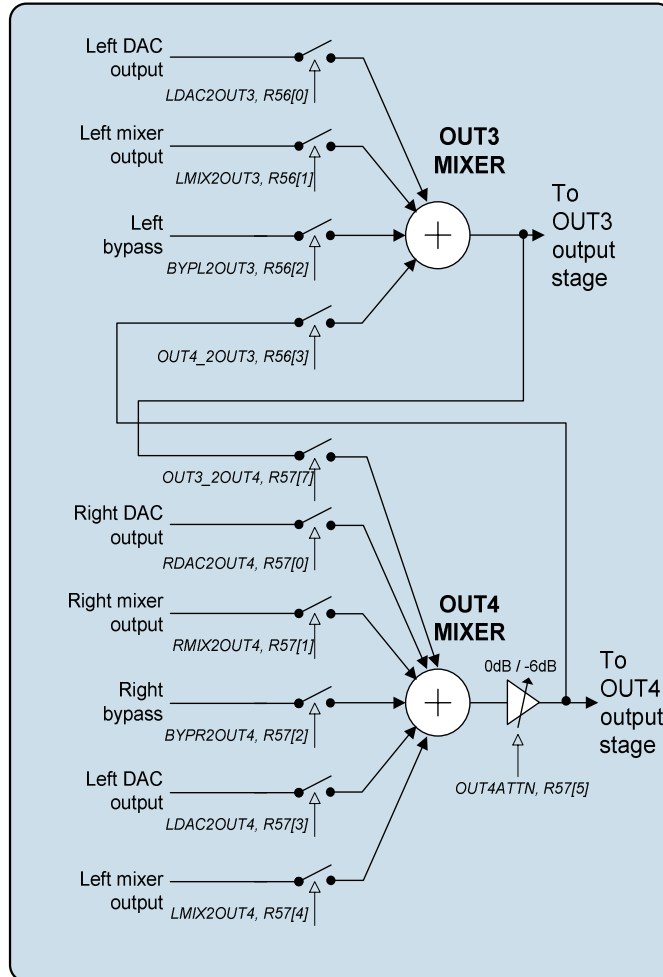 Left DAC
output
LDAC2OUT3, R56[0]
Left mixer
output
LMIX2OUT3, R56[1]
OUT3
MIXER
Left
bypass
BYPL2OUT3, R56[2]
To
OUT3
output
stage
OUT4_2OUT3, R56[3]
OUT3_2OUT4, R57[7]
Right DAC
output
RDAC2OUT4, R57[0]
Right mixer
output
RMIX2OUT4, R57[1]
OUT4
MIXER
0dB / -6dB
Right
bypass
BYPR2OUT4, R57[2]
To
OUT4
output
stage
OUT4ATTN, R57[5]
Left DAC
output
LDAC2OUT4, R57[3]
Left mixer
output
LMIX2OUT4, R57[4]